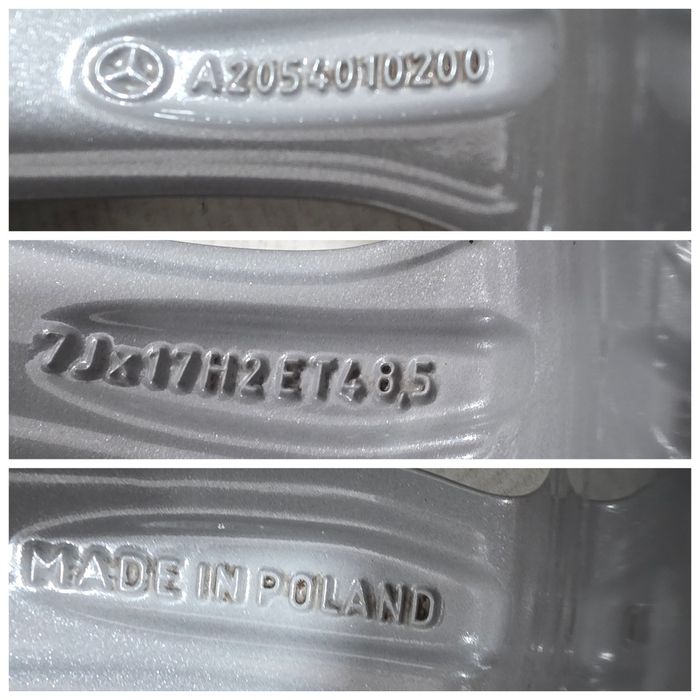 A2054010200
7Jx17H2 ET48,5
MADE IN POLAND